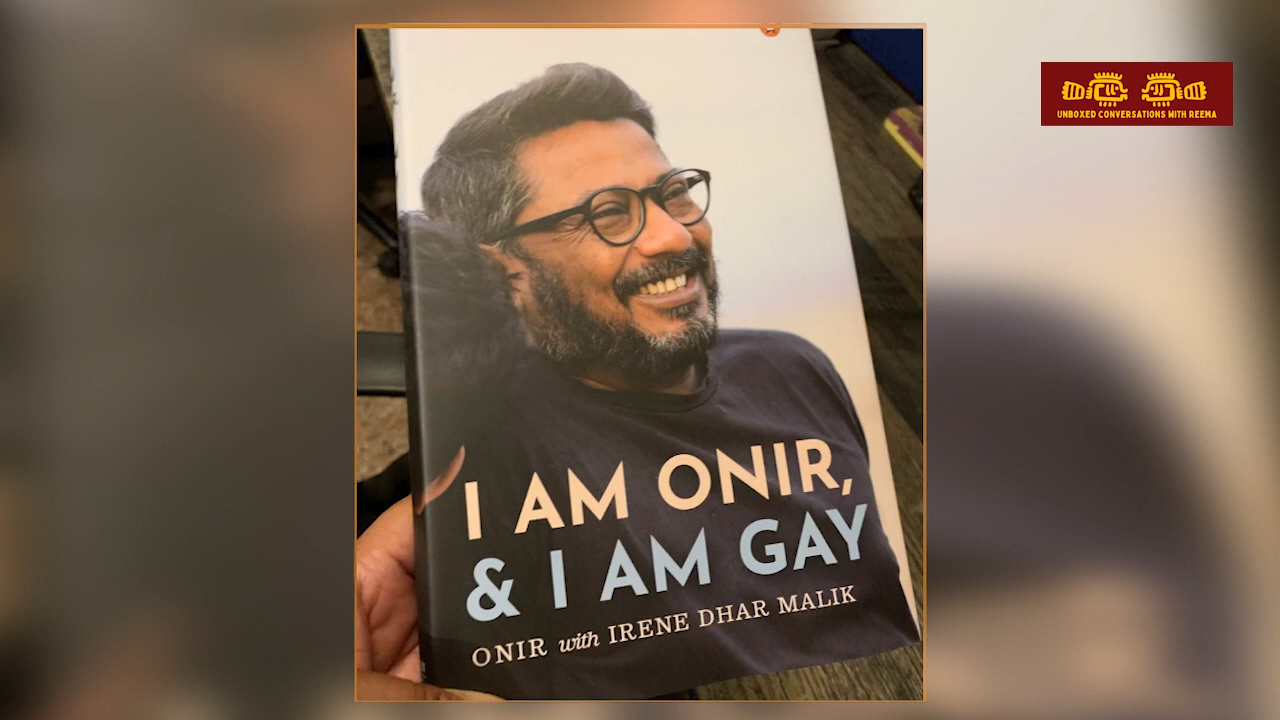 UNBOXED CONVERSATIONS WITH REEMA
I AM ONIR,
& I AM GAY
ONIR with IRENE DHAR MALIK